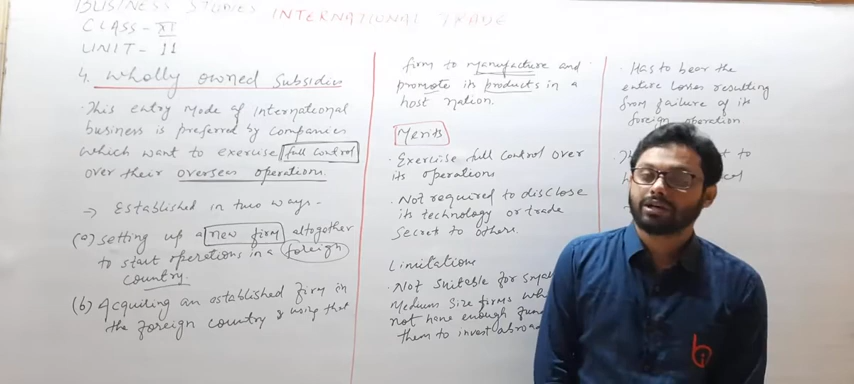 BUSINESS STUDIES INTERNATIONAL TRADE
CLASS - XI
UNIT - 11
4. Wholly owned Subsidies
· This entry mode of International
business is preferred by companies
which want to exercise full control
over their overseas operations.
→ Established in two ways -
(a) Setting up a new firm altogether
to start operations in a foreign
country.
(b) Acquiring an established firm in
the foreign country & using that
firm to manufacture and
promote its products in a
host nation.
Merits
· Exercise full control over
its operations
· Not required to disclose
its technology or trade
secret to others.
Limitations
· Not suitable for small
Medium size firms
not have enough
them to invest abroad
· Has to bear the
entire losses resulting
from failure of its
foreign operation
to